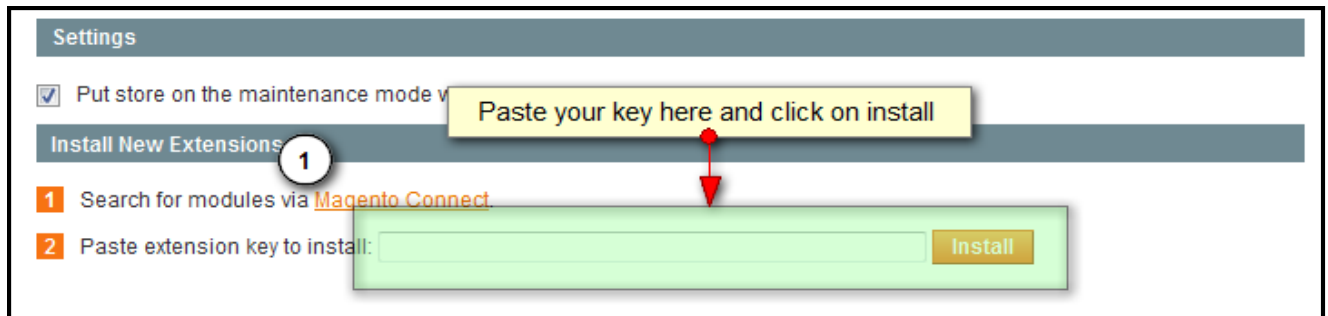 Settings
Put store on the maintenance mode
Paste your key here and click on install
Install New Extensions
1
1 Search for modules via Magento Connect.
2 Paste extension key to install: Install